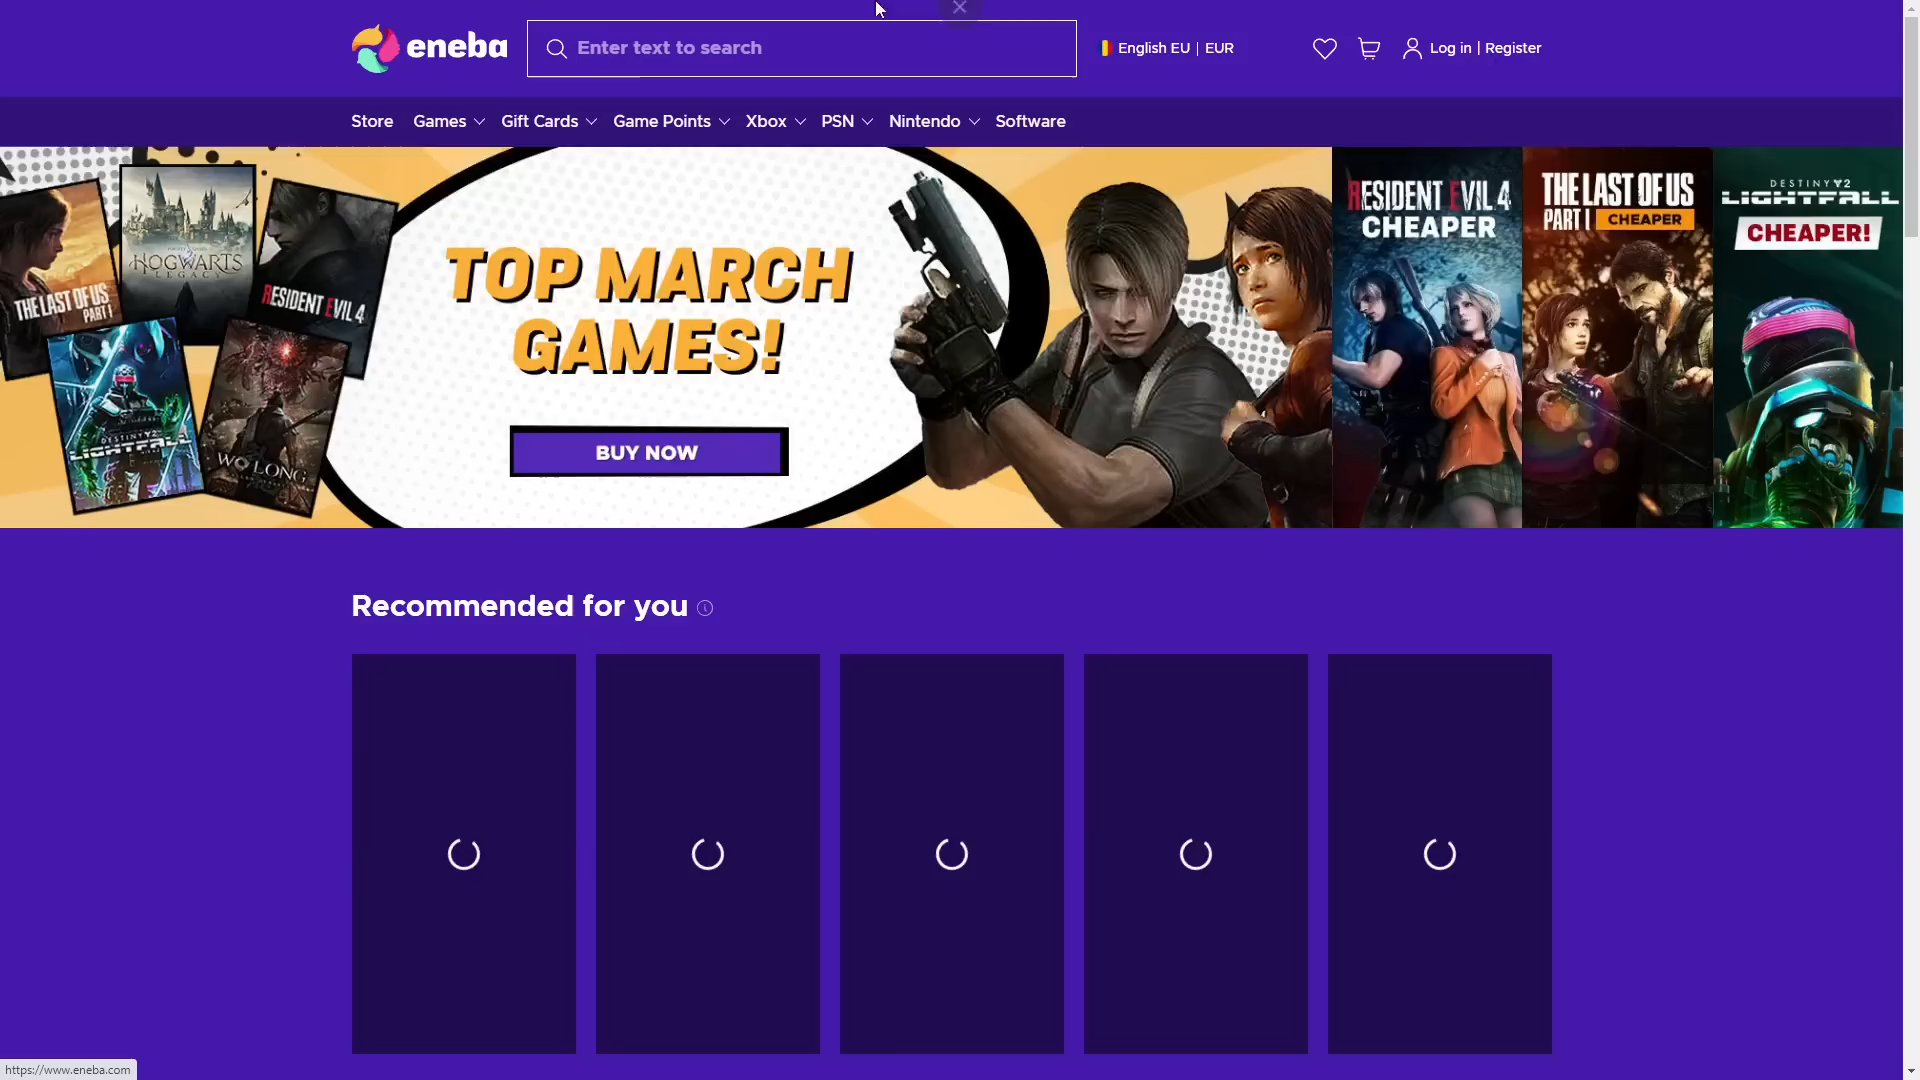 eneba
Enter text to search
English EU | EUR
Log in | Register
Store
Games
Gift Cards
Game Points
Xbox
PSN
Nintendo
Software
THE LAST OF US
PART I
HOGWARTS
LEGACY
RESIDENT EVIL 4
DESTINY 2
LIGHTFALL
WO LONG
TOP MARCH
GAMES!
BUY NOW
RESIDENT EVIL 4
CHEAPER
THE LAST OF US
PART I CHEAPER
DESTINY 2
LIGHTFALL
CHEAPER!
Recommended for you
https://www.eneba.com